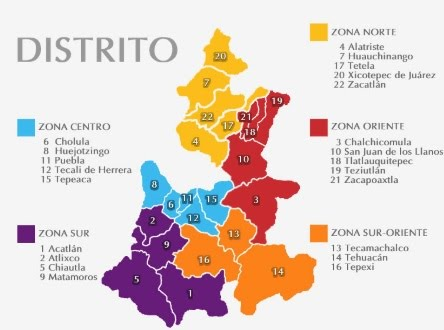 DISTRITO
ZONA NORTE
4 Alatriste
7 Huauchinango
17 Tetela
20 Xicotepec de Juárez
22 Zacatlán
ZONA CENTRO
6 Cholula
8 Huejotzingo
11 Puebla
12 Tecali de Herrera
15 Tepeaca
ZONA ORIENTE
3 Chalchicomula
10 San Juan de los Llanos
18 Tlatlauquitepec
19 Teziutlán
21 Zacapoaxtla
ZONA SUR
1 Acatlán
2 Atlixco
5 Chiautla
9 Matamoros
ZONA SUR-ORIENTE
13 Tecamachalco
14 Tehuacán
16 Tepexi
20
7
19
22
21
17
18
4
10
8
11
15
6
3
12
2
13
9
16
14
5
1